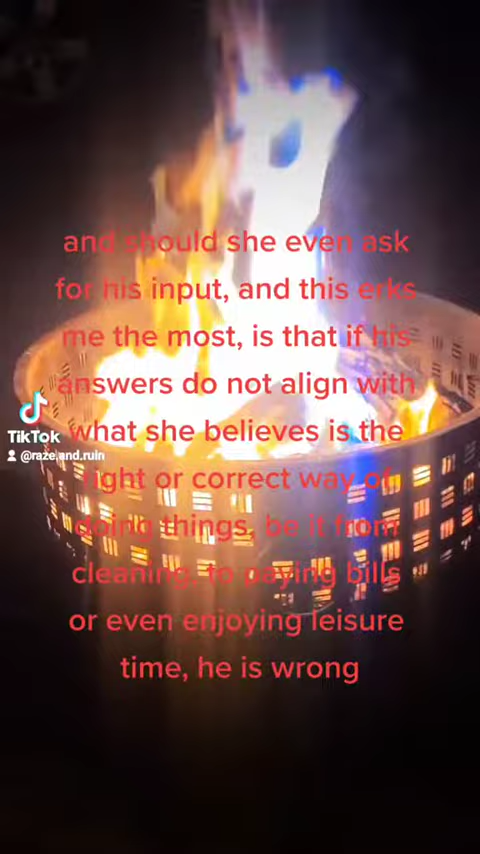 and should she even ask
for his input, and this erks
me the most, is that if his
answers do not align with
what she believes is the
right or correct way of
doing things, be it from
cleaning, to paying bills
or even enjoying leisure
time, he is wrong
TikTok
@raze.and.ruin